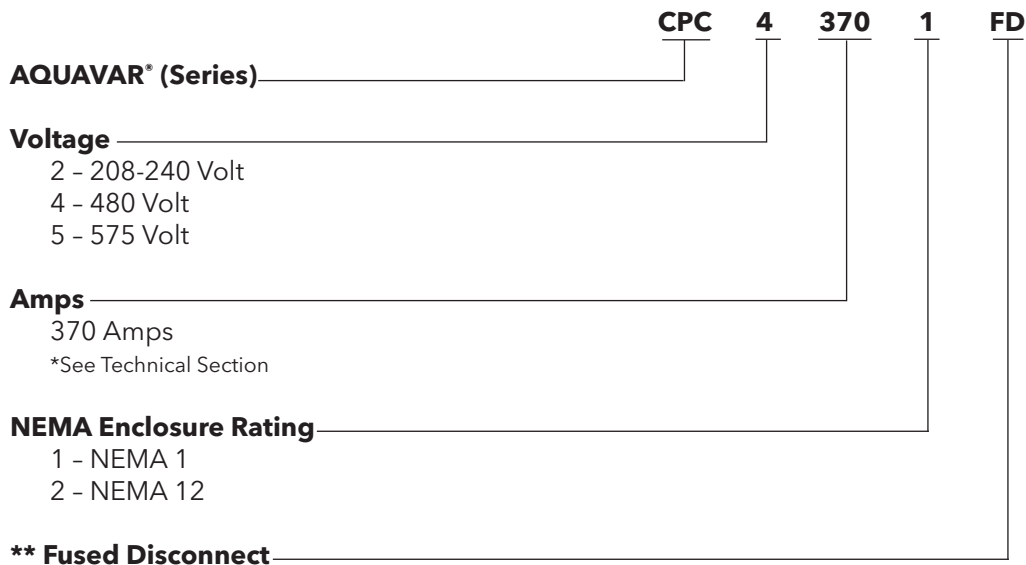 CPC 4 370 1 FD
AQUAVAR® (Series)
Voltage
2 – 208-240 Volt
4 – 480 Volt
5 – 575 Volt
Amps
370 Amps
*See Technical Section
NEMA Enclosure Rating
1 – NEMA 1
2 – NEMA 12
** Fused Disconnect